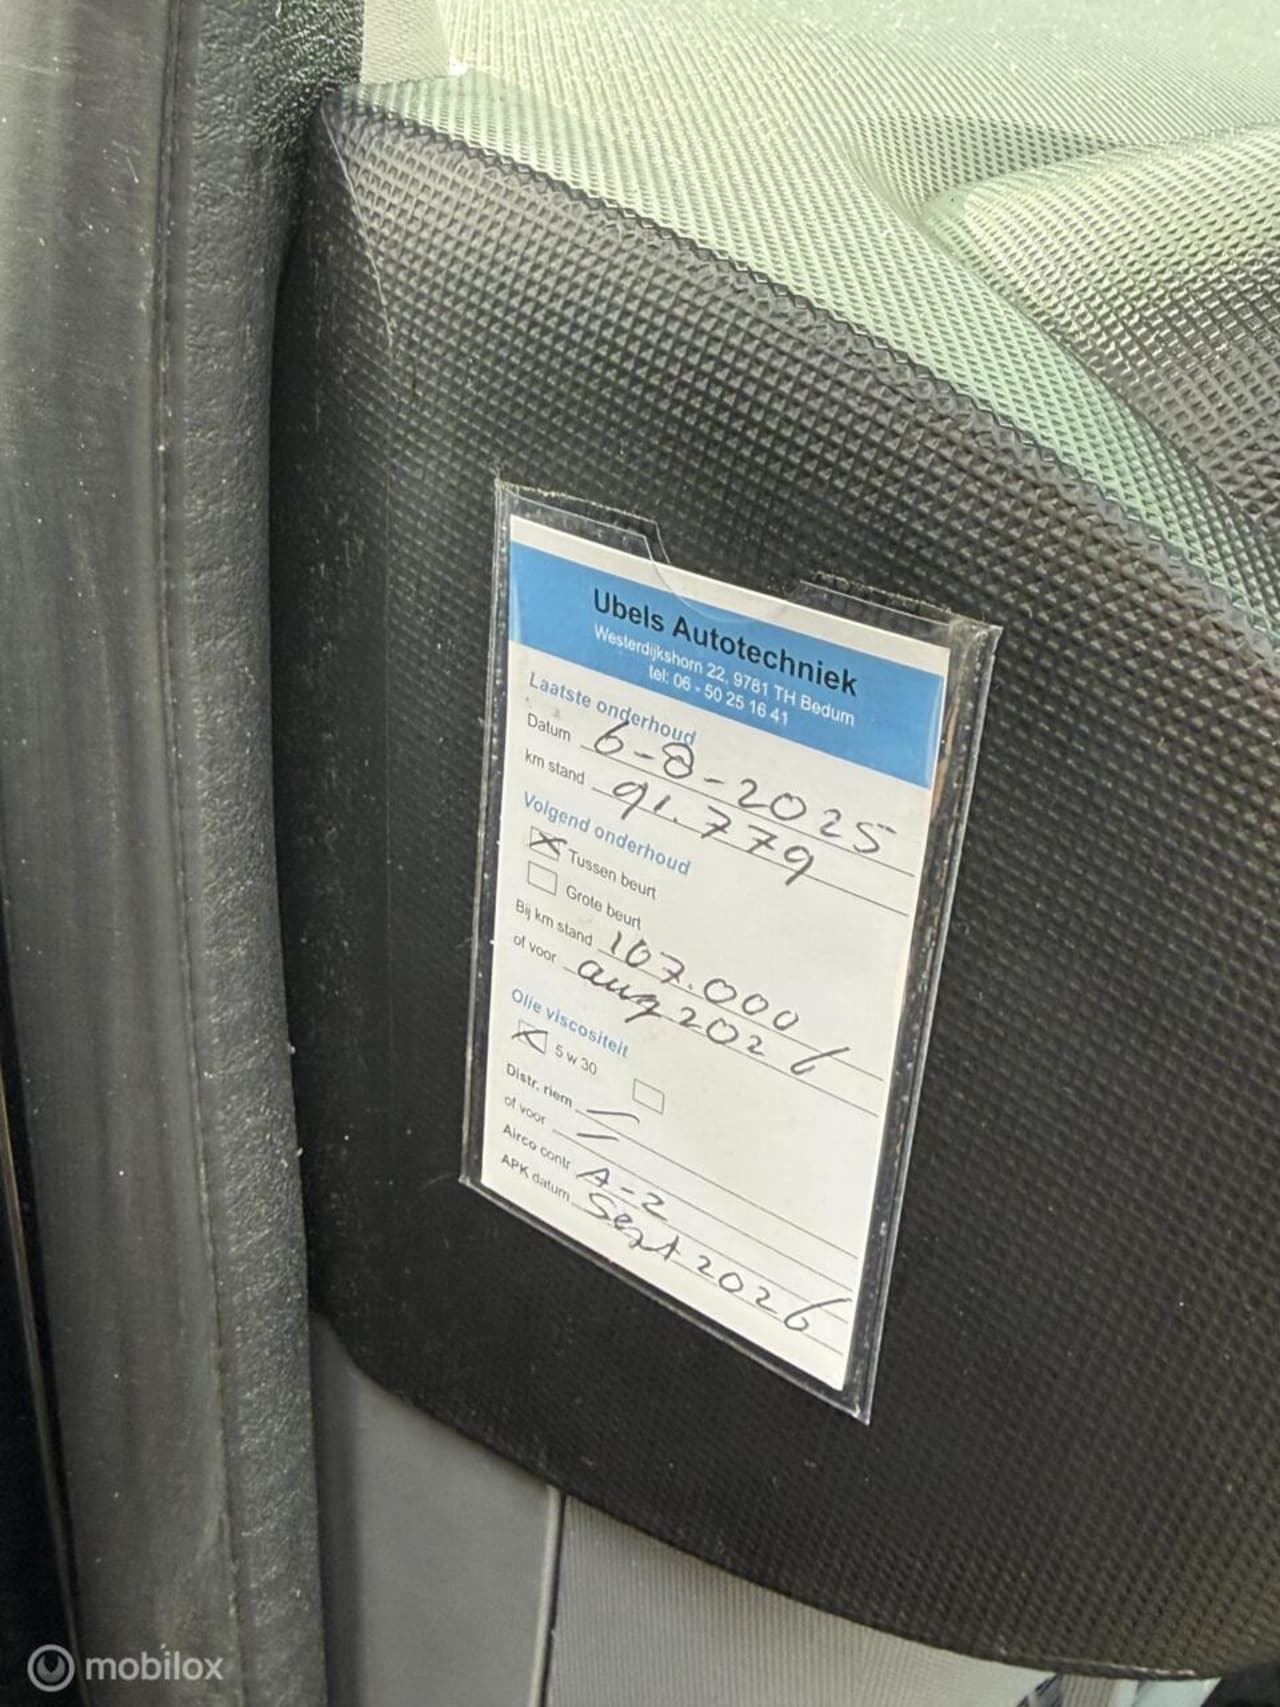 Ubels Autotechniek
Westerdijkshorn 22, 9781 TH Bedum
tel: 06 - 50 25 16 41
Laatste onderhoud
Datum 6-8-2025
km stand 91.779
Volgend onderhoud
Tussen beurt
Grote beurt
Bij km stand 107.000
of voor aug 2026
Olie viscositeit
5 w 30
Distr. riem —
of voor —
Airco contr A-2
APK datum Sept 2026
mobilox